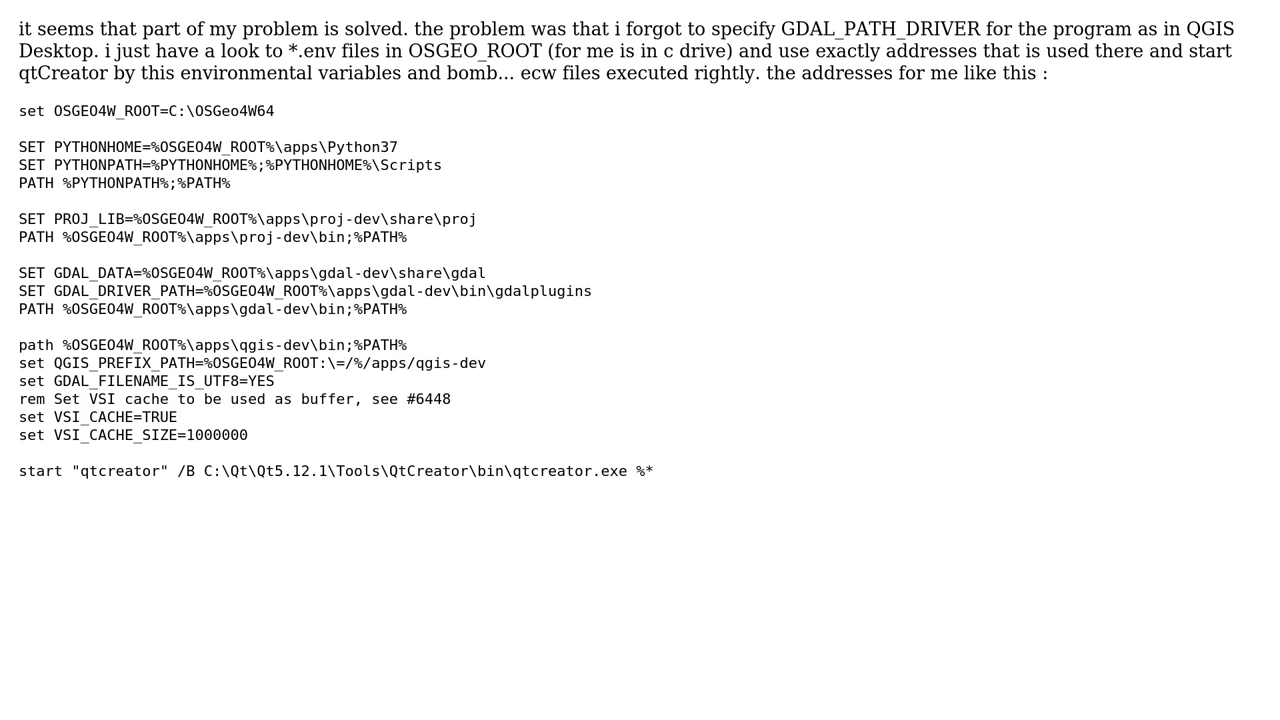 it seems that part of my problem is solved. the problem was that i forgot to specify GDAL_PATH_DRIVER for the program as in QGIS
Desktop. i just have a look to *.env files in OSGEO_ROOT (for me is in c drive) and use exactly addresses that is used there and start
qtCreator by this environmental variables and bomb... ecw files executed rightly. the addresses for me like this :
set OSGEO4W_ROOT=C:\OSGeo4W64
SET PYTHONHOME=%OSGEO4W_ROOT%\apps\Python37
SET PYTHONPATH=%PYTHONHOME%;%PYTHONHOME%\Scripts
PATH %PYTHONPATH%;%PATH%
SET PROJ_LIB=%OSGEO4W_ROOT%\apps\proj-dev\share\proj
PATH %OSGEO4W_ROOT%\apps\proj-dev\bin;%PATH%
SET GDAL_DATA=%OSGEO4W_ROOT%\apps\gdal-dev\share\gdal
SET GDAL_DRIVER_PATH=%OSGEO4W_ROOT%\apps\gdal-dev\bin\gdalplugins
PATH %OSGEO4W_ROOT%\apps\gdal-dev\bin;%PATH%
path %OSGEO4W_ROOT%\apps\qgis-dev\bin;%PATH%
set QGIS_PREFIX_PATH=%OSGEO4W_ROOT:\=/%/apps/qgis-dev
set GDAL_FILENAME_IS_UTF8=YES
rem Set VSI cache to be used as buffer, see #6448
set VSI_CACHE=TRUE
set VSI_CACHE_SIZE=1000000
start "qtcreator" /B C:\Qt\Qt5.12.1\Tools\QtCreator\bin\qtcreator.exe %*